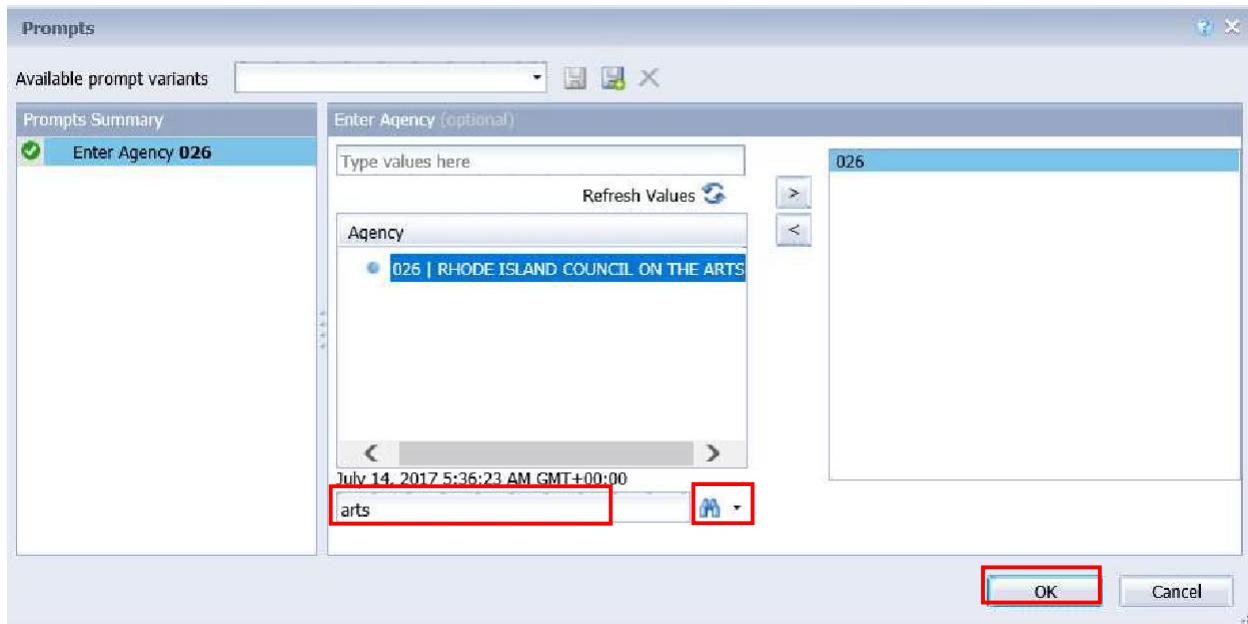 Prompts
Available prompt variants
Prompts Summary
Enter Agency 026
Enter Agency (optional)
Type values here
Refresh Values
Agency
026 | RHODE ISLAND COUNCIL ON THE ARTS
July 14, 2017 5:36:23 AM GMT+00:00
arts
>
<
026
OK
Cancel